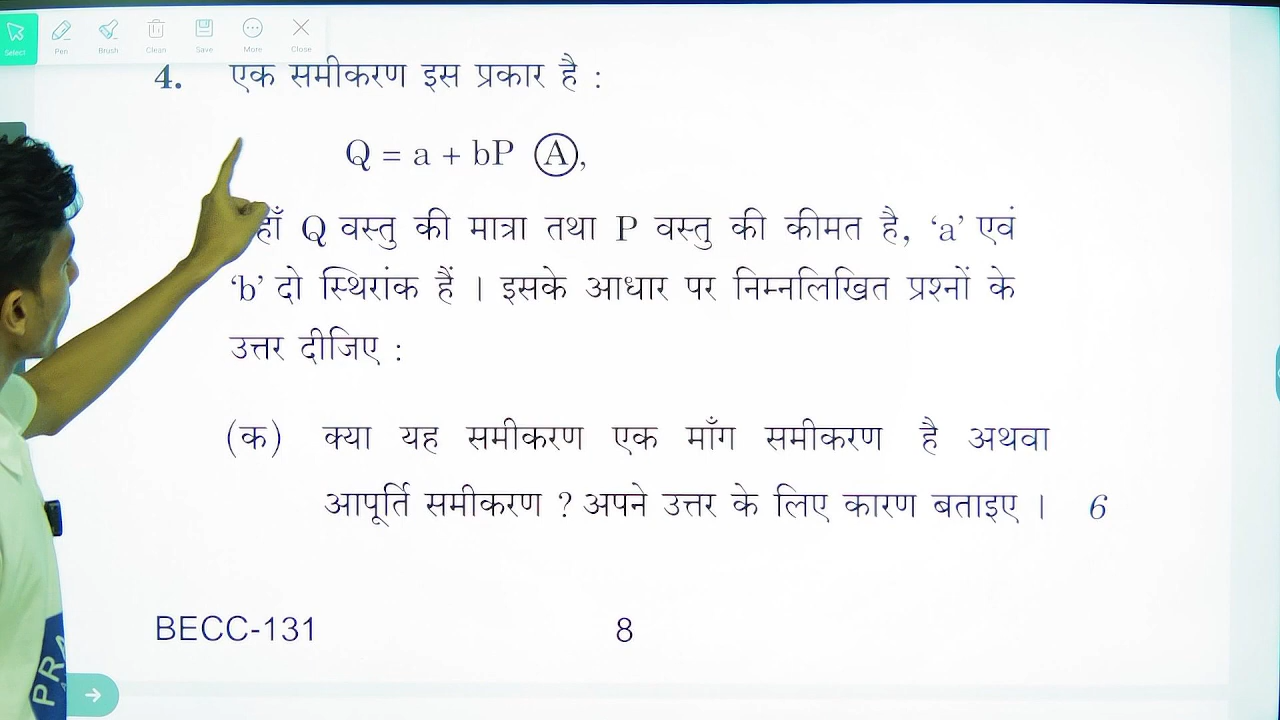 Select Pen Brush Clean Save More Close
4. एक समीकरण इस प्रकार है :
Q = a + bP Ⓐ,
हाँ Q वस्तु की मात्रा तथा P वस्तु की कीमत है, ‘a’ एवं
‘b’ दो स्थिरांक हैं । इसके आधार पर निम्नलिखित प्रश्नों के
उत्तर दीजिए :
(क) क्या यह समीकरण एक माँग समीकरण है अथवा
आपूर्ति समीकरण ? अपने उत्तर के लिए कारण बताइए । 6
BECC-131 8
PRA